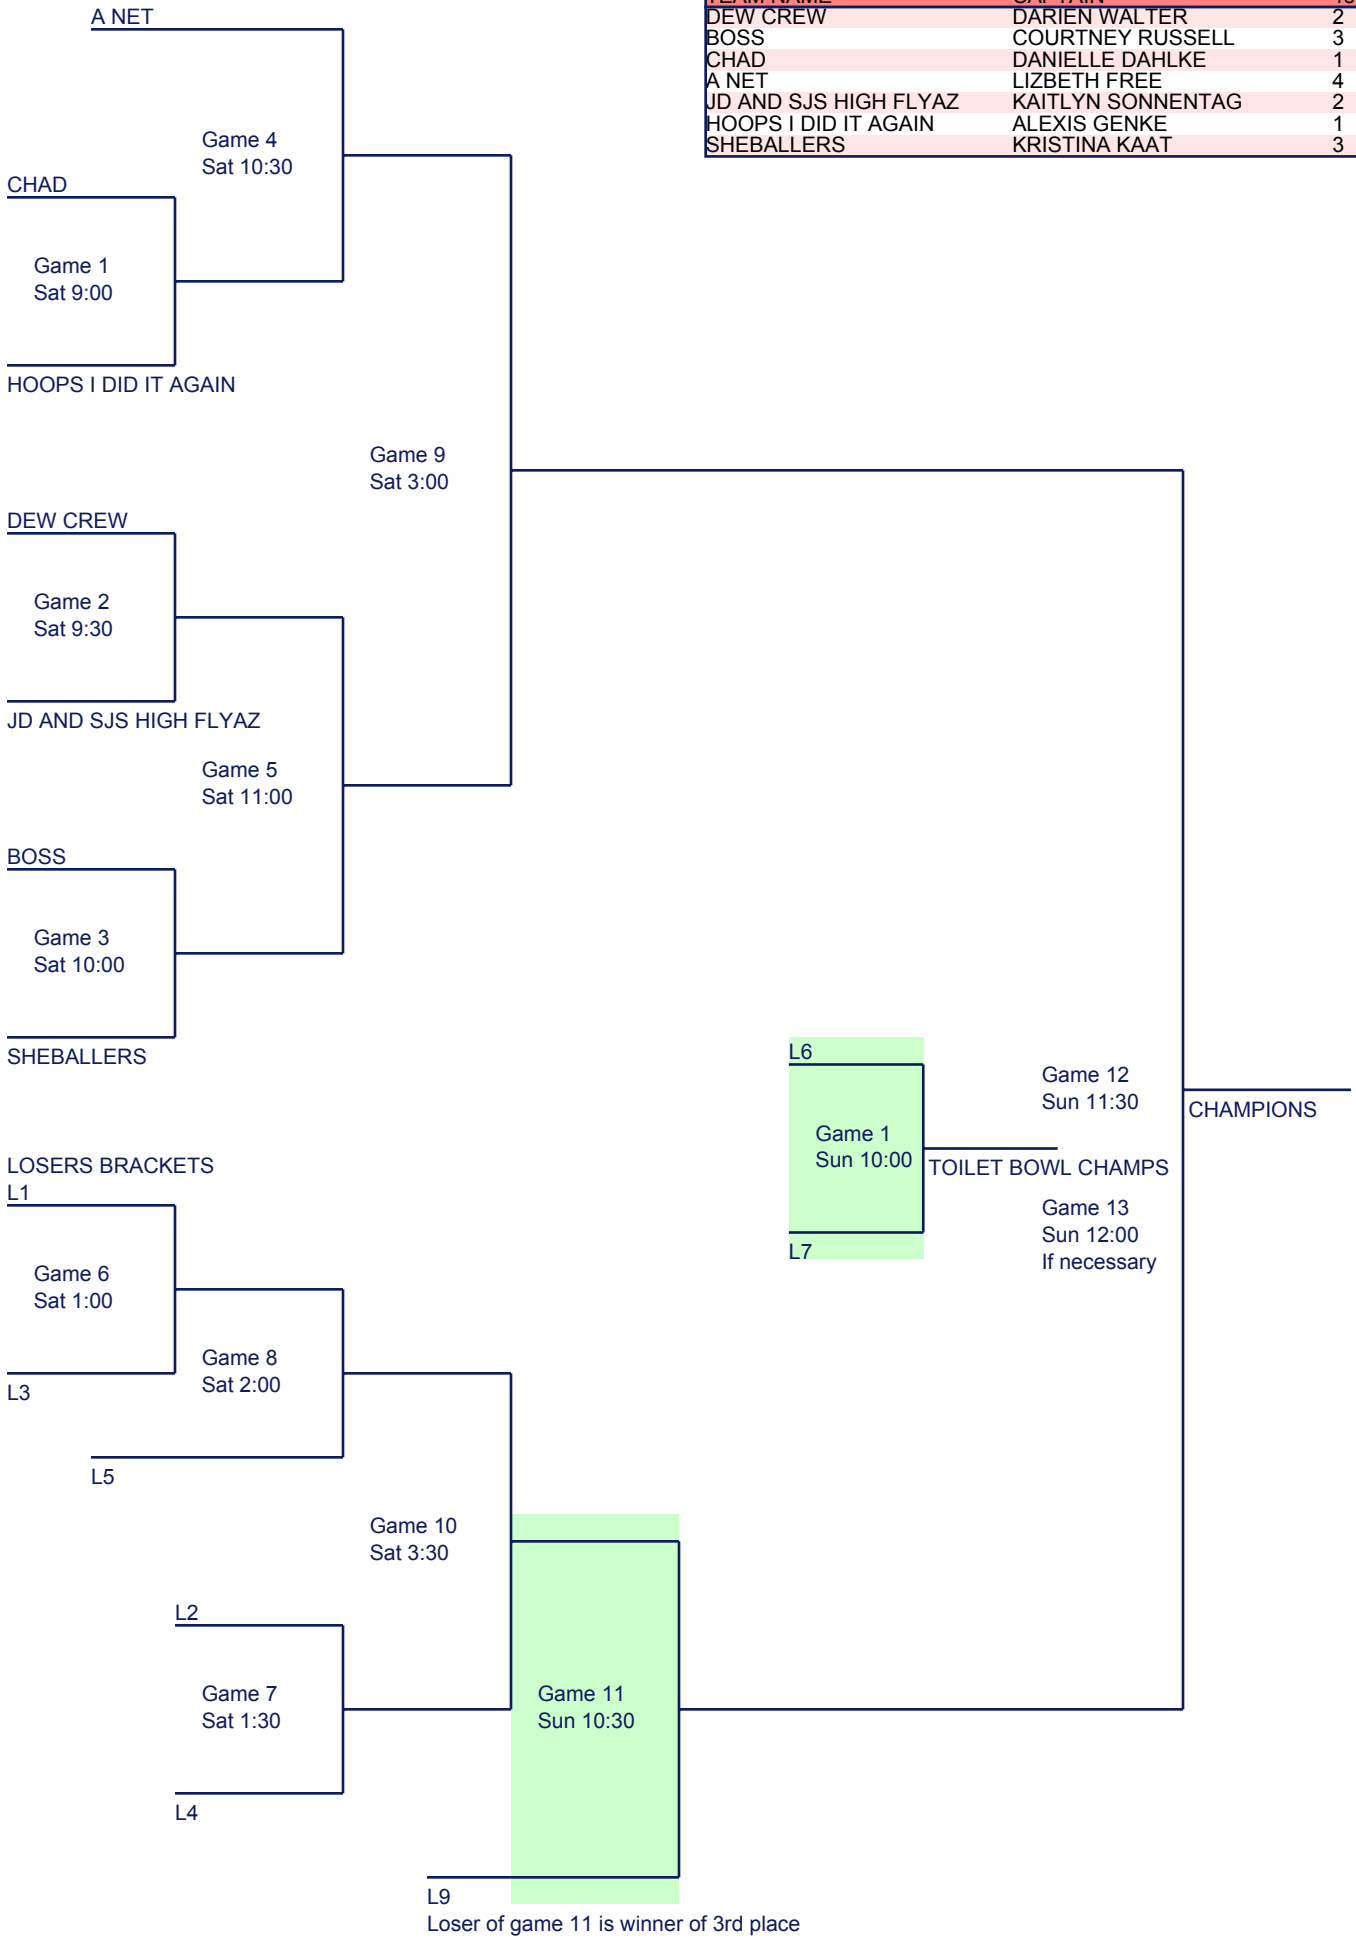 TEAM NAME CAPTAIN
DEW CREW DARIEN WALTER 2
BOSS COURTNEY RUSSELL 3
CHAD DANIELLE DAHLKE 1
A NET LIZBETH FREE 4
JD AND SJS HIGH FLYAZ KAITLYN SONNENTAG 2
HOOPS I DID IT AGAIN ALEXIS GENKE 1
SHEBALLERS KRISTINA KAAT 3
A NET
Game 4
Sat 10:30
CHAD
Game 1
Sat 9:00
HOOPS I DID IT AGAIN
Game 9
Sat 3:00
DEW CREW
Game 2
Sat 9:30
JD AND SJS HIGH FLYAZ
Game 5
Sat 11:00
BOSS
Game 3
Sat 10:00
SHEBALLERS
L6
Game 1
Sun 10:00
TOILET BOWL CHAMPS
L7
Game 12
Sun 11:30
CHAMPIONS
Game 13
Sun 12:00
If necessary
LOSERS BRACKETS
L1
Game 6
Sat 1:00
L3
Game 8
Sat 2:00
L5
Game 10
Sat 3:30
L2
Game 7
Sat 1:30
L4
Game 11
Sun 10:30
L9
Loser of game 11 is winner of 3rd place